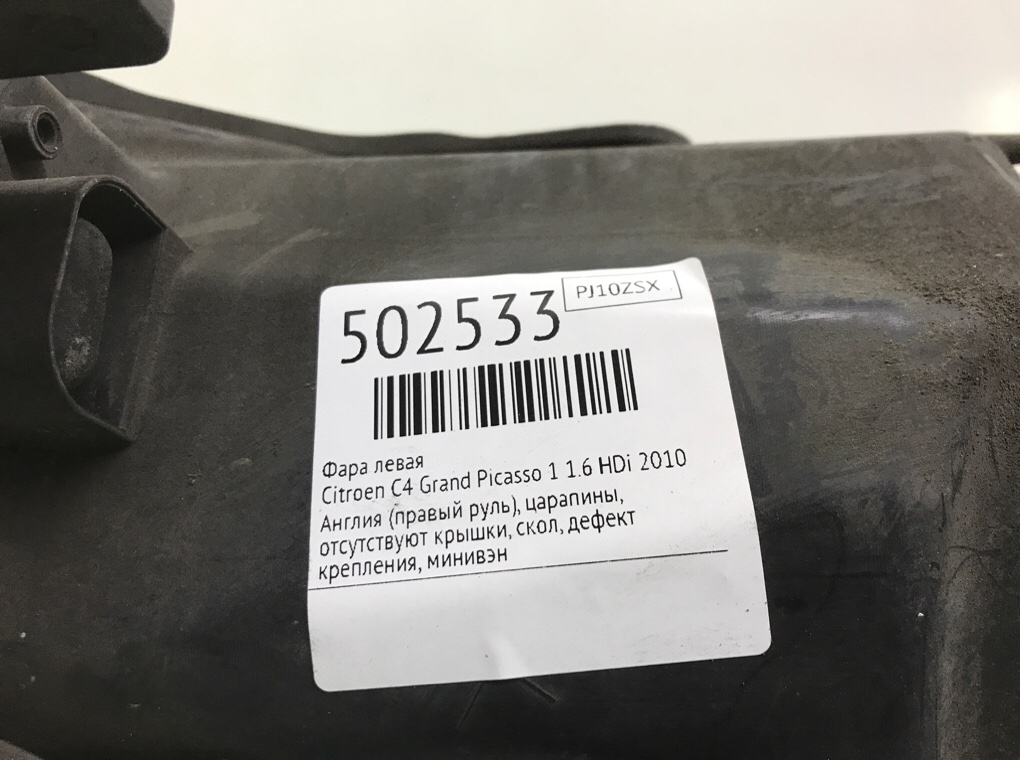 502533
PJ10ZSX
Фара левая
Citroen C4 Grand Picasso 1 1.6 HDi 2010
Англия (правый руль), царапины,
отсутствуют крышки, скол, дефект
крепления, минивэн